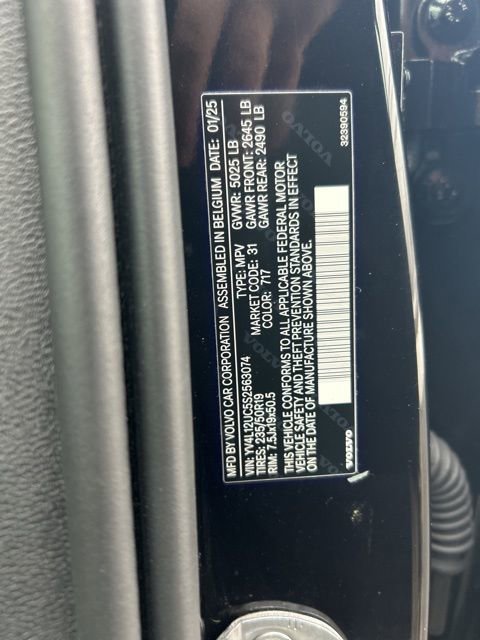 MFD BY VOLVO CAR CORPORATION ASSEMBLED IN BELGIUM DATE: 01/25
GVWR: 5025 LB
VIN: YV4L12UC5S2563074 TYPE: MPV GAWR FRONT: 2645 LB
TIRES: 235/50R19 MARKET CODE: 31 GAWR REAR: 2490 LB
RIM: 7.5Jx19x50.5 COLOR: 717
THIS VEHICLE CONFORMS TO ALL APPLICABLE FEDERAL MOTOR
VEHICLE SAFETY AND THEFT PREVENTION STANDARDS IN EFFECT
ON THE DATE OF MANUFACTURE SHOWN ABOVE.
VOLVO 32390594